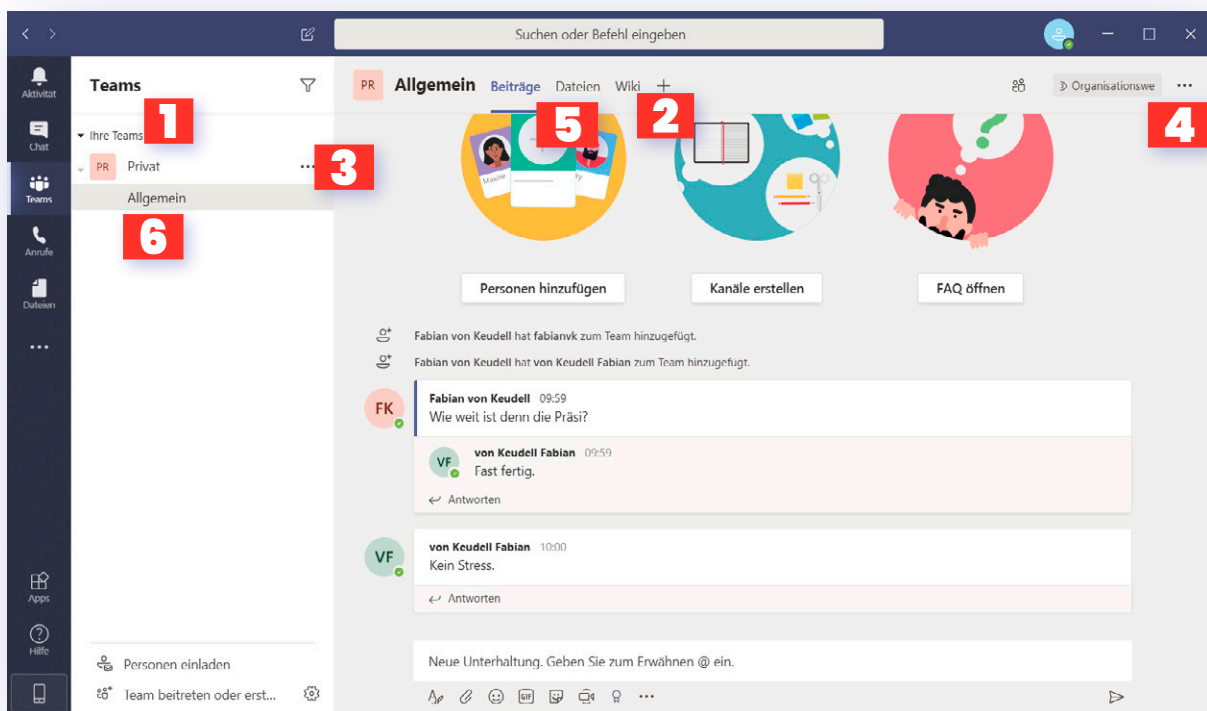 Suchen oder Befehl eingeben
Aktivität
Chat
Teams
Anrufe
Dateien
Apps
Hilfe
Teams
1
Ihre Teams
PR Privat
3
Allgemein
6
Personen einladen
Team beitreten oder erst...
PR Allgemein Beiträge Dateien Wiki
Organisationswe
5
2
4
Maxine
Personen hinzufügen
Kanäle erstellen
FAQ öffnen
Fabian von Keudell hat fabianvk zum Team hinzugefügt.
Fabian von Keudell hat von Keudell Fabian zum Team hinzugefugt.
FK
Fabian von Keudell 09:59
Wie weit ist denn die Präsi?
VF
von Keudell Fabian 09:59
Fast fertig.
Antworten
VF
von Keudell Fabian 10:00
Kein Stress.
Antworten
Neue Unterhaltung. Geben Sie zum Erwähnen @ ein.
GIF